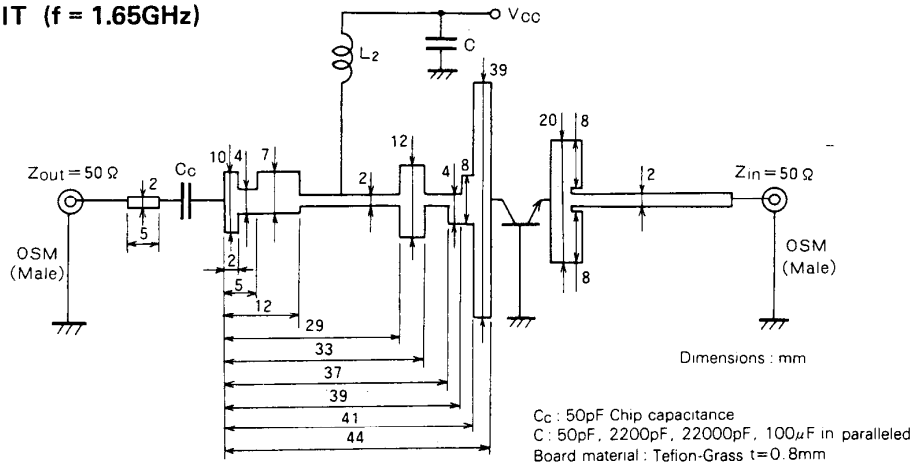 IT (f = 1.65GHz)
VCC
L2
C
39
12
20
8
10
4
7
Cc
Zout = 50 Ω
2
2
4
8
2
Zin = 50 Ω
5
OSM
(Male)
OSM
(Male)
8
2
5
12
29
33
37
39
41
44
Dimensions : mm
Cc : 50pF Chip capacitance
C : 50pF, 2200pF, 22000pF, 100μF in paralleled
Board material : Teflon-Grass t=0.8mm